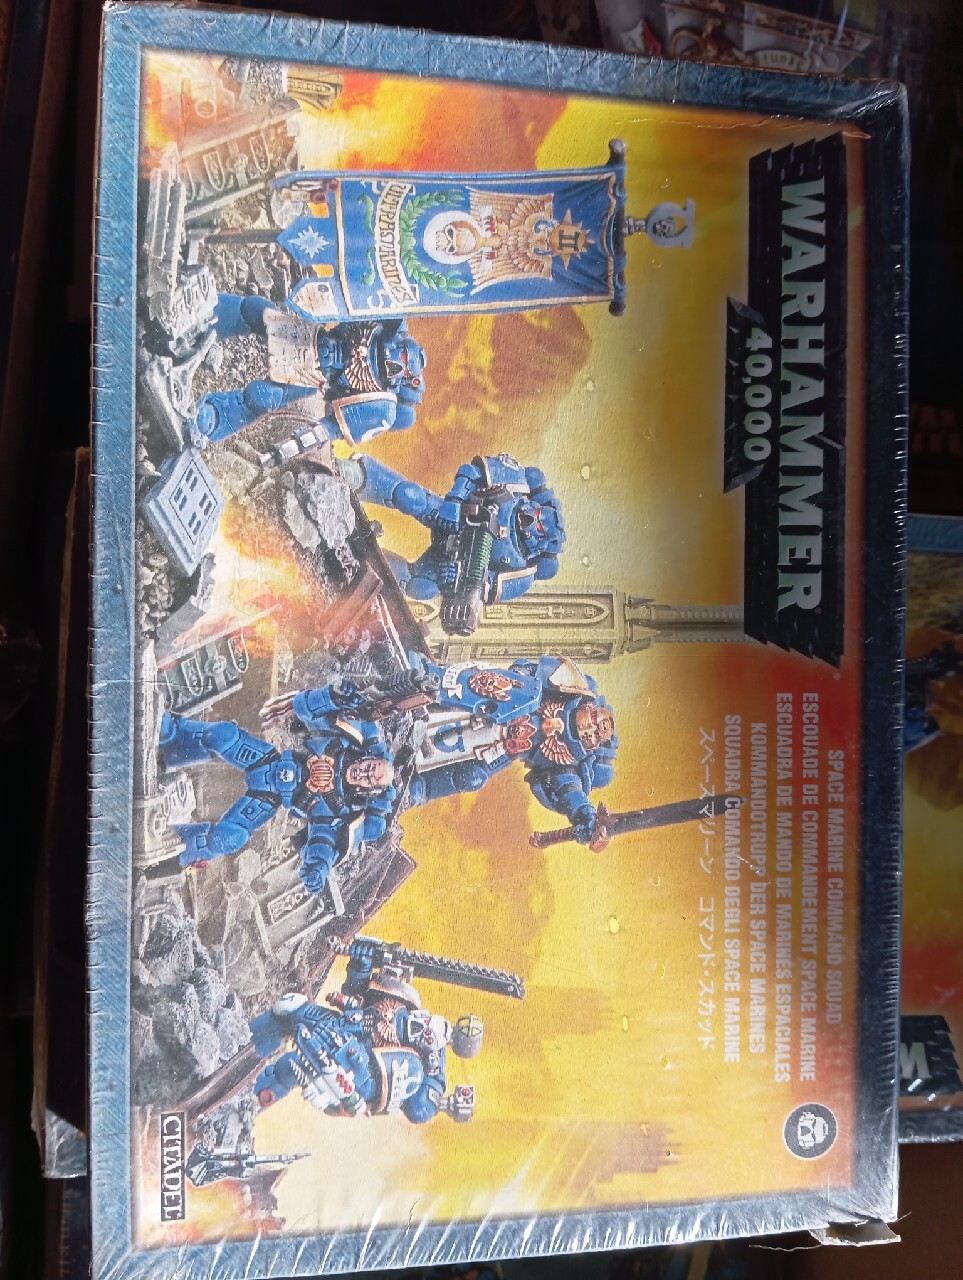 WARHAMMER
40,000
SPACE MARINE COMMAND SQUAD
ESCOUADE DE COMMANDEMENT SPACE MARINE
ESCUADRA DE MANDO DE MARINES ESPACIALES
KOMMANDOTRUPP DER SPACE MARINES
SQUADRA COMANDO DEGLI SPACE MARINE
スペースマリーン コマンド・スカッド
II
CITADEL
W